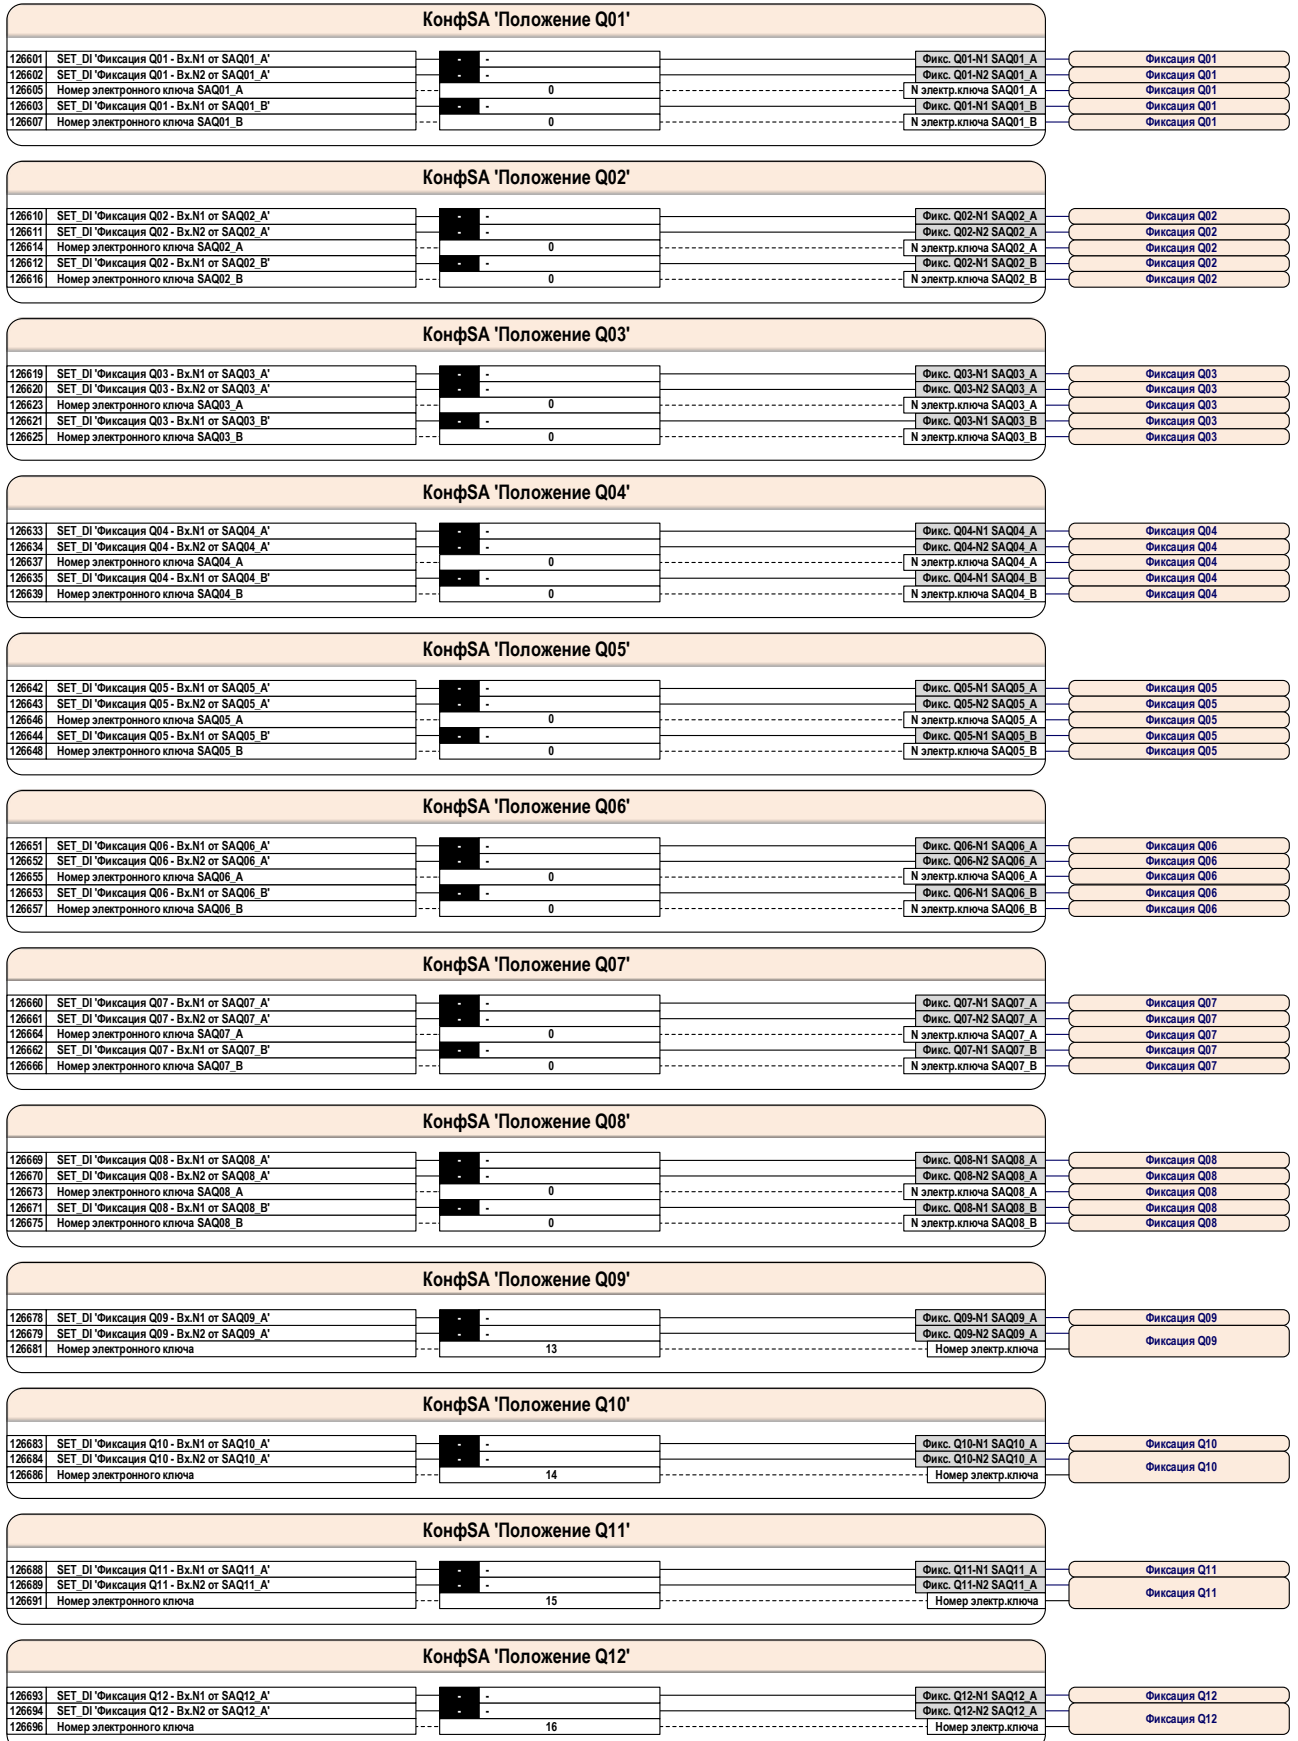 КонфSA 'Положение Q01'
126601 SET_DI 'Фиксация Q01 - Вх.N1 от SAQ01_A' - - Фикс. Q01-N1 SAQ01_A Фиксация Q01
126602 SET_DI 'Фиксация Q01 - Вх.N2 от SAQ01_A' - - Фикс. Q01-N2 SAQ01_A Фиксация Q01
126605 Номер электронного ключа SAQ01_A 0 N электр.ключа SAQ01_A Фиксация Q01
126603 SET_DI 'Фиксация Q01 - Вх.N1 от SAQ01_B' - - Фикс. Q01-N1 SAQ01_B Фиксация Q01
126607 Номер электронного ключа SAQ01_B 0 N электр.ключа SAQ01_B Фиксация Q01
КонфSA 'Положение Q02'
126610 SET_DI 'Фиксация Q02 - Вх.N1 от SAQ02_A' - - Фикс. Q02-N1 SAQ02_A Фиксация Q02
126611 SET_DI 'Фиксация Q02 - Вх.N2 от SAQ02_A' - - Фикс. Q02-N2 SAQ02_A Фиксация Q02
126614 Номер электронного ключа SAQ02_A 0 N электр.ключа SAQ02_A Фиксация Q02
126612 SET_DI 'Фиксация Q02 - Вх.N1 от SAQ02_B' - - Фикс. Q02-N1 SAQ02_B Фиксация Q02
126616 Номер электронного ключа SAQ02_B 0 N электр.ключа SAQ02_B Фиксация Q02
КонфSA 'Положение Q03'
126619 SET_DI 'Фиксация Q03 - Вх.N1 от SAQ03_A' - - Фикс. Q03-N1 SAQ03_A Фиксация Q03
126620 SET_DI 'Фиксация Q03 - Вх.N2 от SAQ03_A' - - Фикс. Q03-N2 SAQ03_A Фиксация Q03
126623 Номер электронного ключа SAQ03_A 0 N электр.ключа SAQ03_A Фиксация Q03
126621 SET_DI 'Фиксация Q03 - Вх.N1 от SAQ03_B' - - Фикс. Q03-N1 SAQ03_B Фиксация Q03
126625 Номер электронного ключа SAQ03_B 0 N электр.ключа SAQ03_B Фиксация Q03
КонфSA 'Положение Q04'
126633 SET_DI 'Фиксация Q04 - Вх.N1 от SAQ04_A' - - Фикс. Q04-N1 SAQ04_A Фиксация Q04
126634 SET_DI 'Фиксация Q04 - Вх.N2 от SAQ04_A' - - Фикс. Q04-N2 SAQ04_A Фиксация Q04
126637 Номер электронного ключа SAQ04_A 0 N электр.ключа SAQ04_A Фиксация Q04
126635 SET_DI 'Фиксация Q04 - Вх.N1 от SAQ04_B' - - Фикс. Q04-N1 SAQ04_B Фиксация Q04
126639 Номер электронного ключа SAQ04_B 0 N электр.ключа SAQ04_B Фиксация Q04
КонфSA 'Положение Q05'
126642 SET_DI 'Фиксация Q05 - Вх.N1 от SAQ05_A' - - Фикс. Q05-N1 SAQ05_A Фиксация Q05
126643 SET_DI 'Фиксация Q05 - Вх.N2 от SAQ05_A' - - Фикс. Q05-N2 SAQ05_A Фиксация Q05
126646 Номер электронного ключа SAQ05_A 0 N электр.ключа SAQ05_A Фиксация Q05
126644 SET_DI 'Фиксация Q05 - Вх.N1 от SAQ05_B' - - Фикс. Q05-N1 SAQ05_B Фиксация Q05
126648 Номер электронного ключа SAQ05_B 0 N электр.ключа SAQ05_B Фиксация Q05
КонфSA 'Положение Q06'
126651 SET_DI 'Фиксация Q06 - Вх.N1 от SAQ06_A' - - Фикс. Q06-N1 SAQ06_A Фиксация Q06
126652 SET_DI 'Фиксация Q06 - Вх.N2 от SAQ06_A' - - Фикс. Q06-N2 SAQ06_A Фиксация Q06
126655 Номер электронного ключа SAQ06_A 0 N электр.ключа SAQ06_A Фиксация Q06
126653 SET_DI 'Фиксация Q06 - Вх.N1 от SAQ06_B' - - Фикс. Q06-N1 SAQ06_B Фиксация Q06
126657 Номер электронного ключа SAQ06_B 0 N электр.ключа SAQ06_B Фиксация Q06
КонфSA 'Положение Q07'
126660 SET_DI 'Фиксация Q07 - Вх.N1 от SAQ07_A' - - Фикс. Q07-N1 SAQ07_A Фиксация Q07
126661 SET_DI 'Фиксация Q07 - Вх.N2 от SAQ07_A' - - Фикс. Q07-N2 SAQ07_A Фиксация Q07
126664 Номер электронного ключа SAQ07_A 0 N электр.ключа SAQ07_A Фиксация Q07
126662 SET_DI 'Фиксация Q07 - Вх.N1 от SAQ07_B' - - Фикс. Q07-N1 SAQ07_B Фиксация Q07
126666 Номер электронного ключа SAQ07_B 0 N электр.ключа SAQ07_B Фиксация Q07
КонфSA 'Положение Q08'
126669 SET_DI 'Фиксация Q08 - Вх.N1 от SAQ08_A' - - Фикс. Q08-N1 SAQ08_A Фиксация Q08
126670 SET_DI 'Фиксация Q08 - Вх.N2 от SAQ08_A' - - Фикс. Q08-N2 SAQ08_A Фиксация Q08
126673 Номер электронного ключа SAQ08_A 0 N электр.ключа SAQ08_A Фиксация Q08
126671 SET_DI 'Фиксация Q08 - Вх.N1 от SAQ08_B' - - Фикс. Q08-N1 SAQ08_B Фиксация Q08
126675 Номер электронного ключа SAQ08_B 0 N электр.ключа SAQ08_B Фиксация Q08
КонфSA 'Положение Q09'
126678 SET_DI 'Фиксация Q09 - Вх.N1 от SAQ09_A' - - Фикс. Q09-N1 SAQ09_A Фиксация Q09
126679 SET_DI 'Фиксация Q09 - Вх.N2 от SAQ09_A' - - Фикс. Q09-N2 SAQ09_A Фиксация Q09
126681 Номер электронного ключа 13 Номер электр.ключа
КонфSA 'Положение Q10'
126683 SET_DI 'Фиксация Q10 - Вх.N1 от SAQ10_A' - - Фикс. Q10-N1 SAQ10_A Фиксация Q10
126684 SET_DI 'Фиксация Q10 - Вх.N2 от SAQ10_A' - - Фикс. Q10-N2 SAQ10_A Фиксация Q10
126686 Номер электронного ключа 14 Номер электр.ключа
КонфSA 'Положение Q11'
126688 SET_DI 'Фиксация Q11 - Вх.N1 от SAQ11_A' - - Фикс. Q11-N1 SAQ11_A Фиксация Q11
126689 SET_DI 'Фиксация Q11 - Вх.N2 от SAQ11_A' - - Фикс. Q11-N2 SAQ11_A Фиксация Q11
126691 Номер электронного ключа 15 Номер электр.ключа
КонфSA 'Положение Q12'
126693 SET_DI 'Фиксация Q12 - Вх.N1 от SAQ12_A' - - Фикс. Q12-N1 SAQ12_A Фиксация Q12
126694 SET_DI 'Фиксация Q12 - Вх.N2 от SAQ12_A' - - Фикс. Q12-N2 SAQ12_A Фиксация Q12
126696 Номер электронного ключа 16 Номер электр.ключа